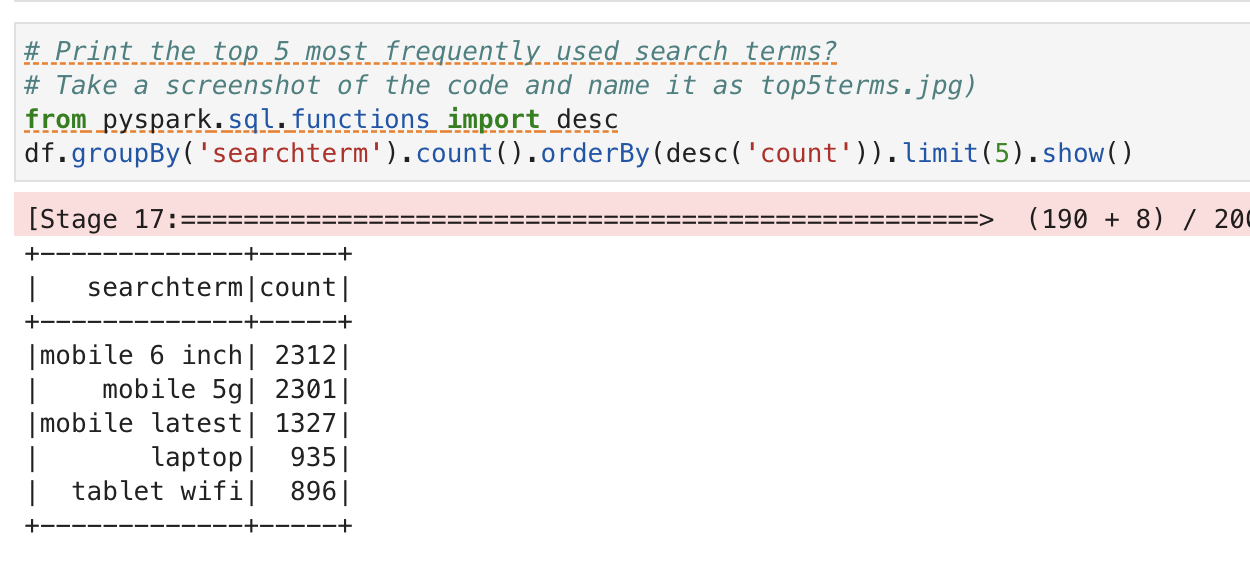 # Print the top 5 most frequently used search terms?
# Take a screenshot of the code and name it as top5terms.jpg)
from pyspark.sql.functions import desc
df.groupBy('searchterm').count().orderBy(desc('count')).limit(5).show()
[Stage 17:===================================================>  (190 + 8) / 200
+-------------+-----+
|   searchterm|count|
+-------------+-----+
|mobile 6 inch| 2312|
|    mobile 5g| 2301|
|mobile latest| 1327|
|       laptop|  935|
|  tablet wifi|  896|
+-------------+-----+